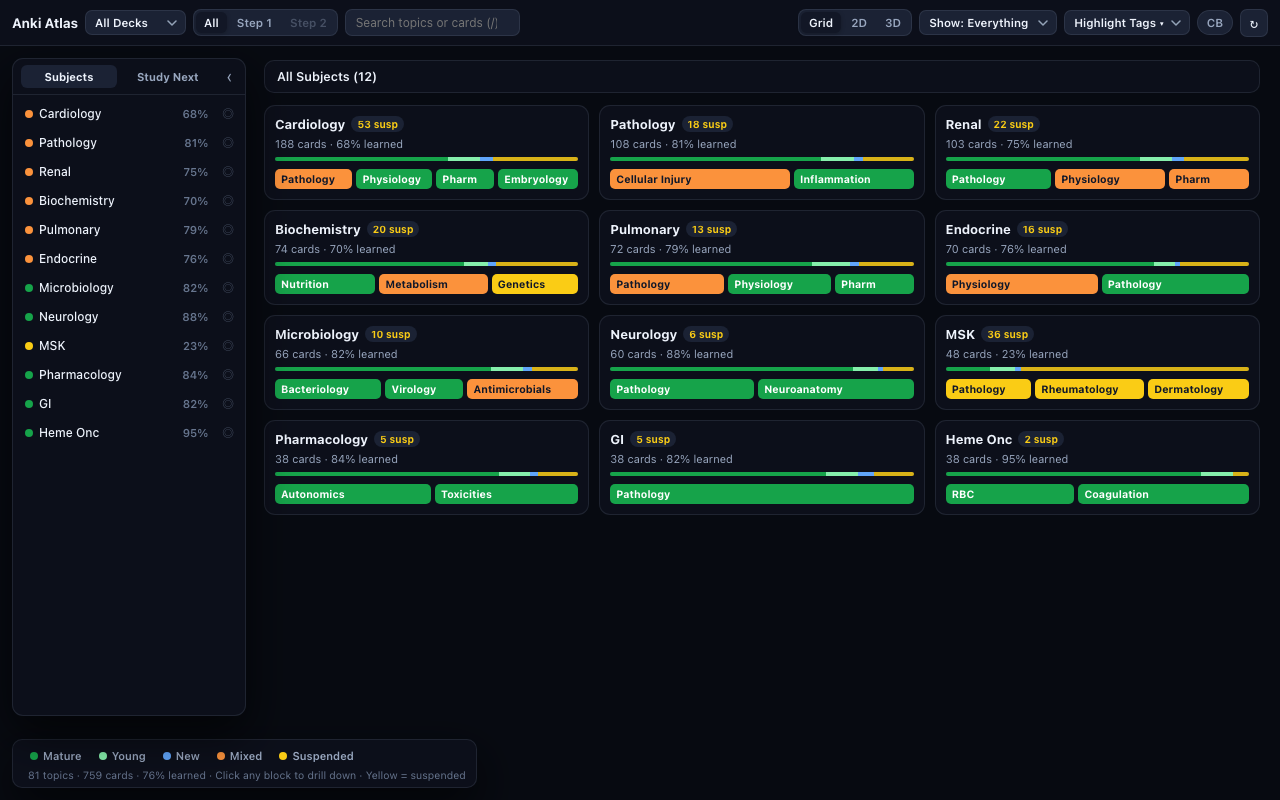 Anki Atlas All Decks All Step 1 Step 2 Search topics or cards (/) Grid 2D 3D Show: Everything Highlight Tags • CB ↻
Subjects Study Next ‹
Cardiology 68%
Pathology 81%
Renal 75%
Biochemistry 70%
Pulmonary 79%
Endocrine 76%
Microbiology 82%
Neurology 88%
MSK 23%
Pharmacology 84%
GI 82%
Heme Onc 95%
All Subjects (12)
Cardiology 53 susp
188 cards · 68% learned
Pathology Physiology Pharm Embryology
Pathology 18 susp
108 cards · 81% learned
Cellular Injury Inflammation
Renal 22 susp
103 cards · 75% learned
Pathology Physiology Pharm
Biochemistry 20 susp
74 cards · 70% learned
Nutrition Metabolism Genetics
Pulmonary 13 susp
72 cards · 79% learned
Pathology Physiology Pharm
Endocrine 16 susp
70 cards · 76% learned
Physiology Pathology
Microbiology 10 susp
66 cards · 82% learned
Bacteriology Virology Antimicrobials
Neurology 6 susp
60 cards · 88% learned
Pathology Neuroanatomy
MSK 36 susp
48 cards · 23% learned
Pathology Rheumatology Dermatology
Pharmacology 5 susp
38 cards · 84% learned
Autonomics Toxicities
GI 5 susp
38 cards · 82% learned
Pathology
Heme Onc 2 susp
38 cards · 95% learned
RBC Coagulation
Mature Young New Mixed Suspended
81 topics · 759 cards · 76% learned · Click any block to drill down · Yellow = suspended